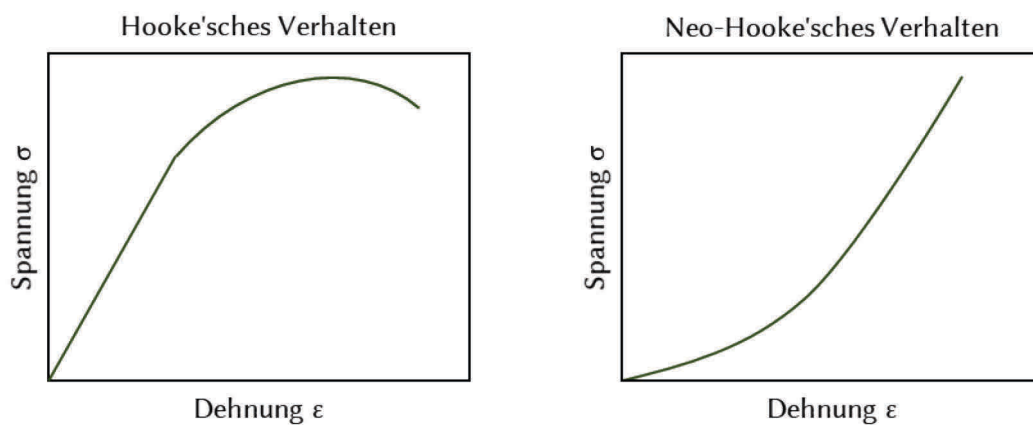 Hooke'sches Verhalten
Spannung σ
Dehnung ε
Neo-Hooke'sches Verhalten
Spannung σ
Dehnung ε